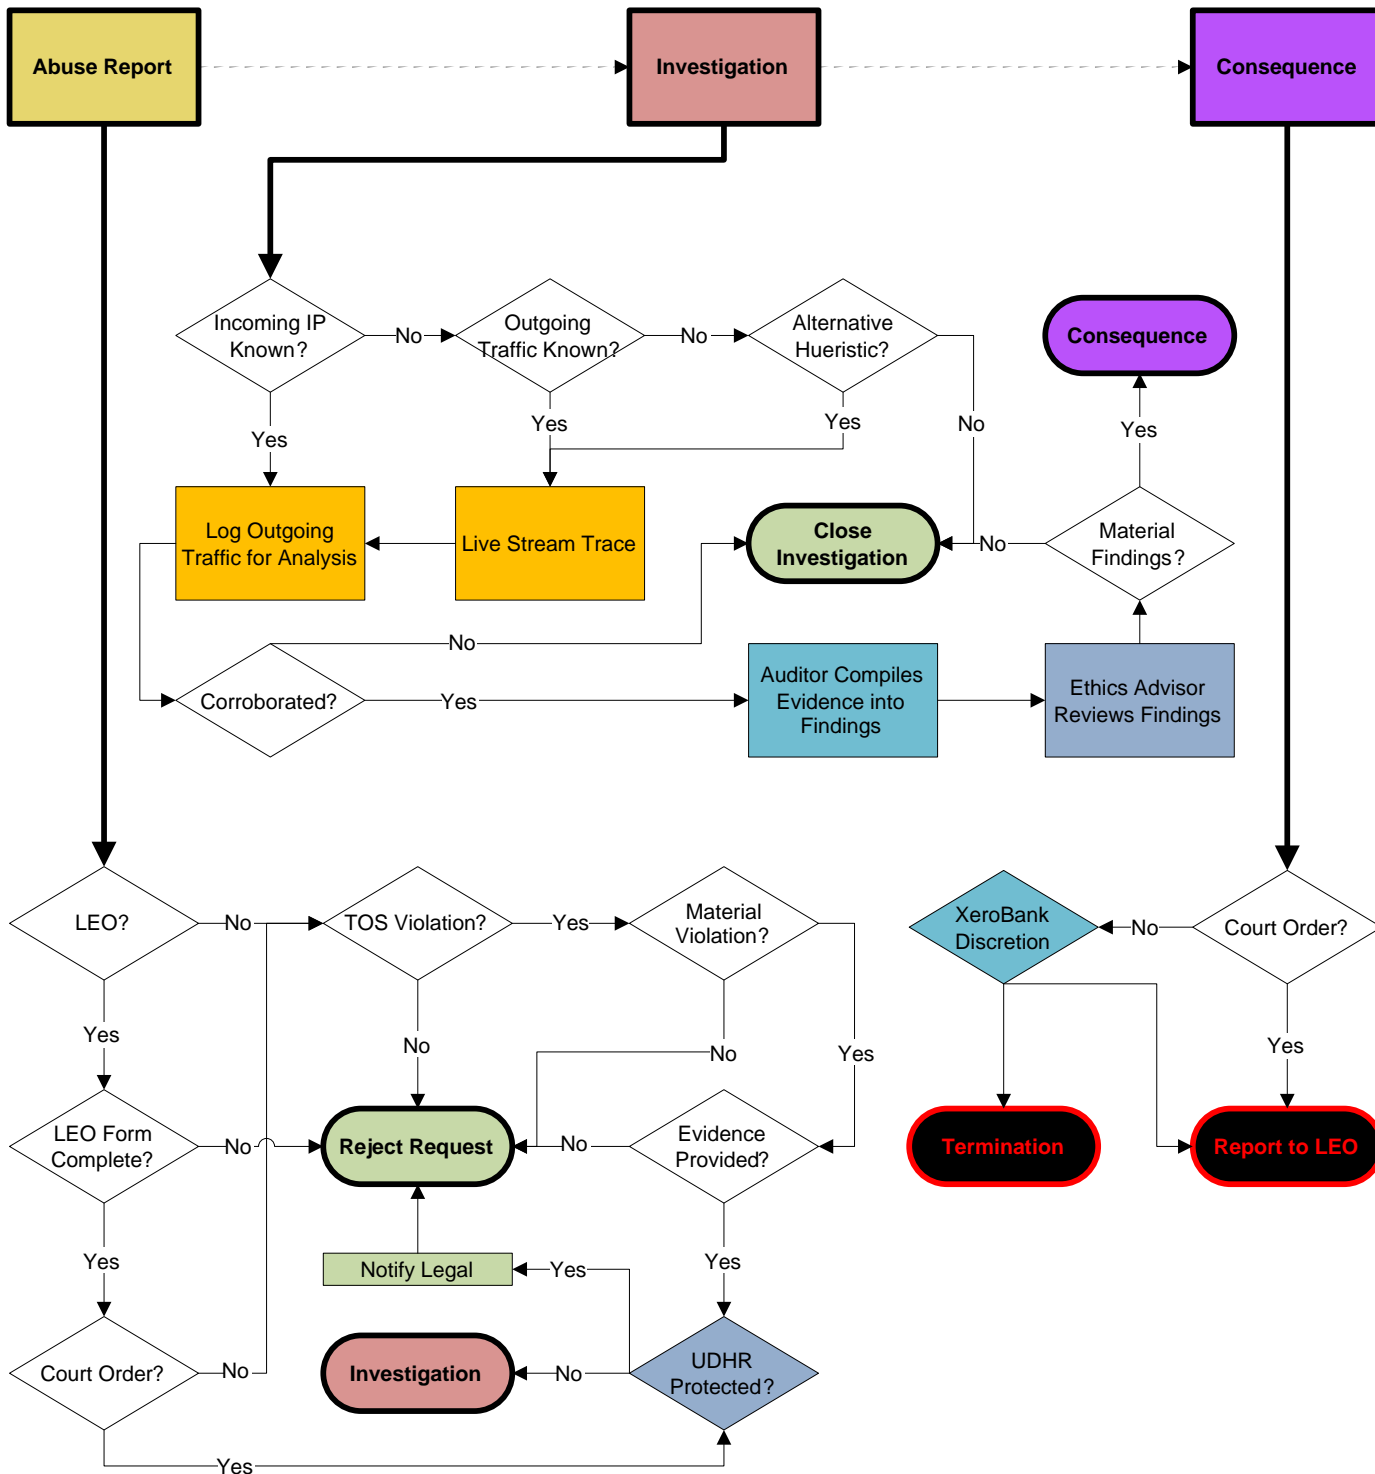 Abuse Report
Investigation
Consequence
Incoming IP
Known?
No
Outgoing
Traffic Known?
No
Alternative
Hueristic?
Consequence
Yes
Yes
Yes
No
Yes
Log Outgoing
Traffic for Analysis
Live Stream Trace
Close
Investigation
No
Material
Findings?
No
Corroborated?
Yes
Auditor Compiles
Evidence into
Findings
Ethics Advisor
Reviews Findings
LEO?
No
TOS Violation?
Yes
Material
Violation?
XeroBank
Discretion
No
Court Order?
Yes
No
No
Yes
Yes
LEO Form
Complete?
No
Reject Request
No
Evidence
Provided?
Termination
Report to LEO
Yes
Notify Legal
Yes
Yes
Court Order?
No
Investigation
No
UDHR
Protected?
Yes